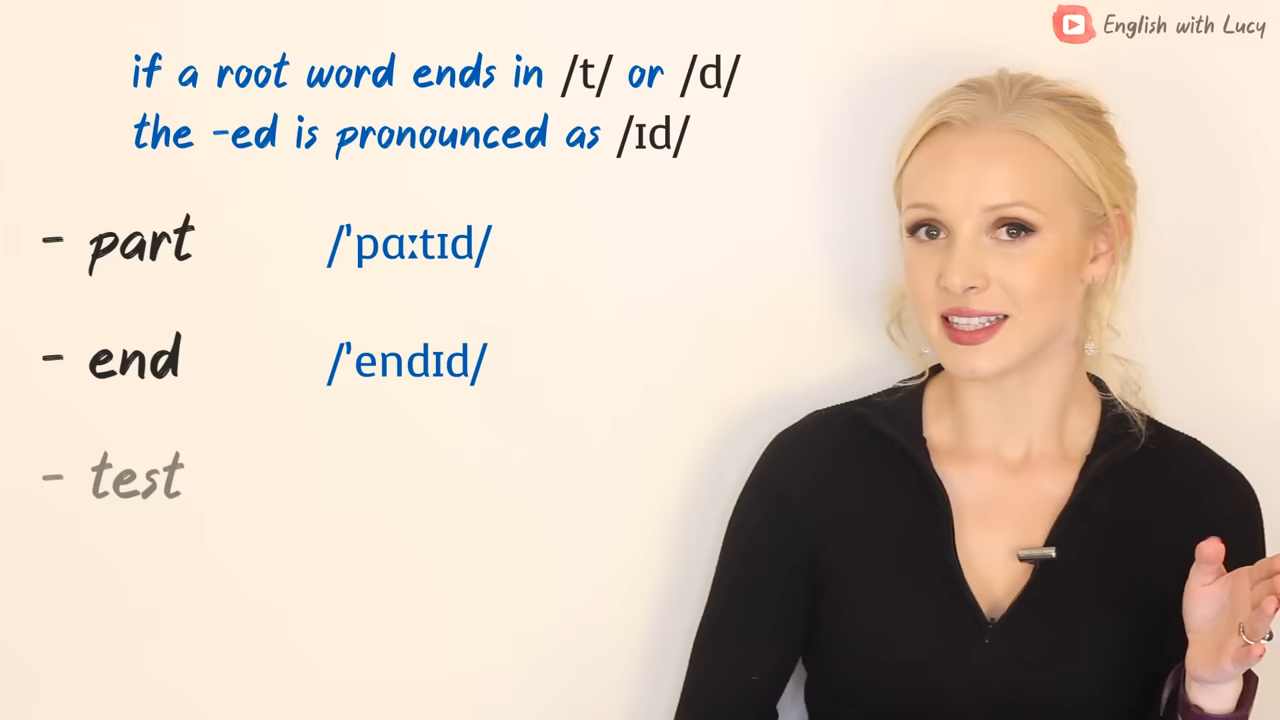 English with Lucy
if a root word ends in /t/ or /d/
the -ed is pronounced as /ɪd/
- part /ˈpɑːtɪd/
- end /ˈendɪd/
- test